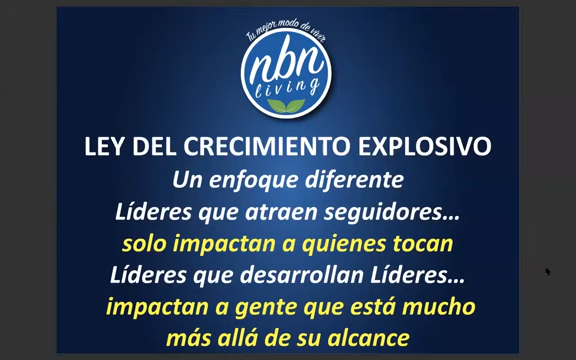 Tu mejor modo de vivir
nbn
living
LEY DEL CRECIMIENTO EXPLOSIVO
Un enfoque diferente
Líderes que atraen seguidores...
solo impactan a quienes tocan
Líderes que desarrollan Líderes...
impactan a gente que está mucho
más allá de su alcance